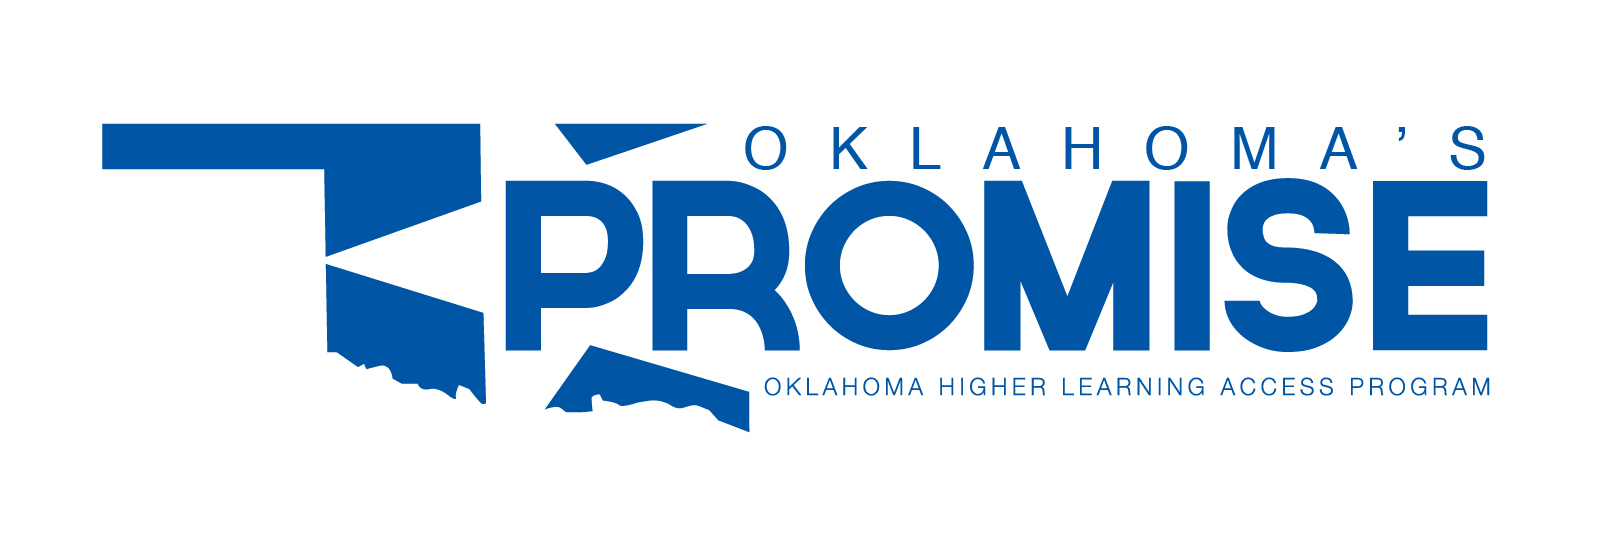 OKLAHOMA'S
PROMISE
OKLAHOMA HIGHER LEARNING ACCESS PROGRAM